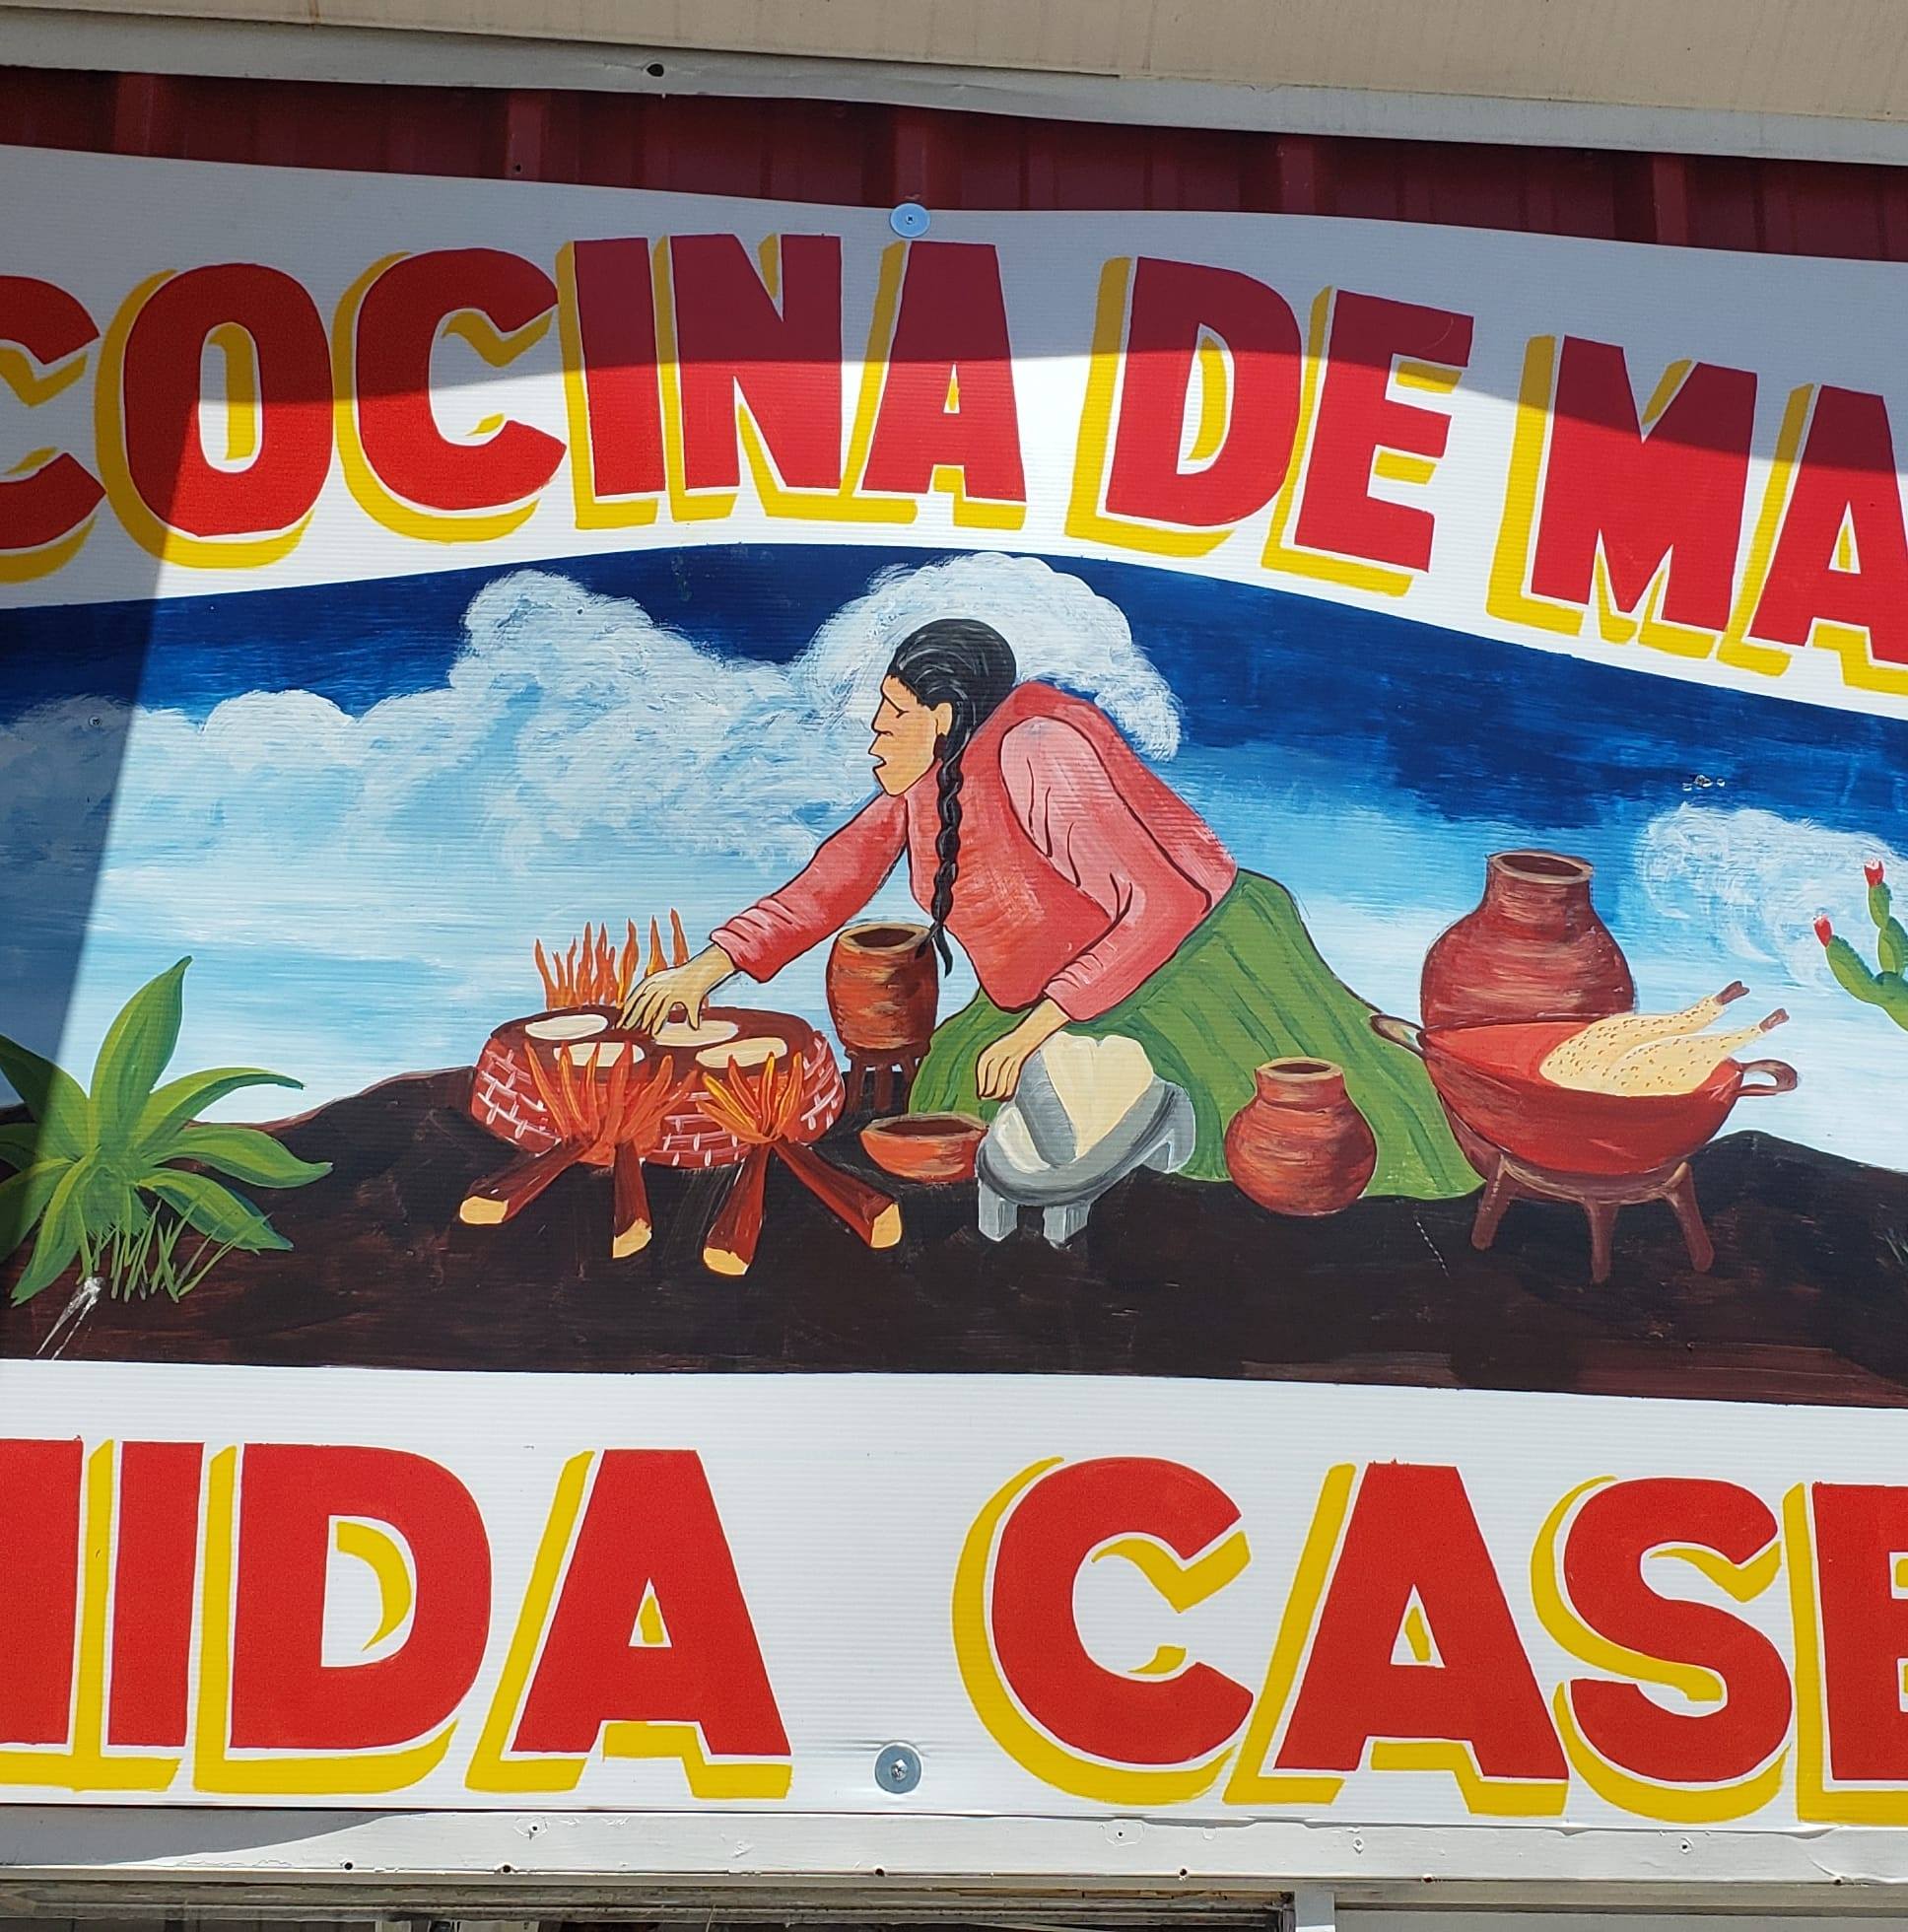 COCINA DE MA
IDA CASE